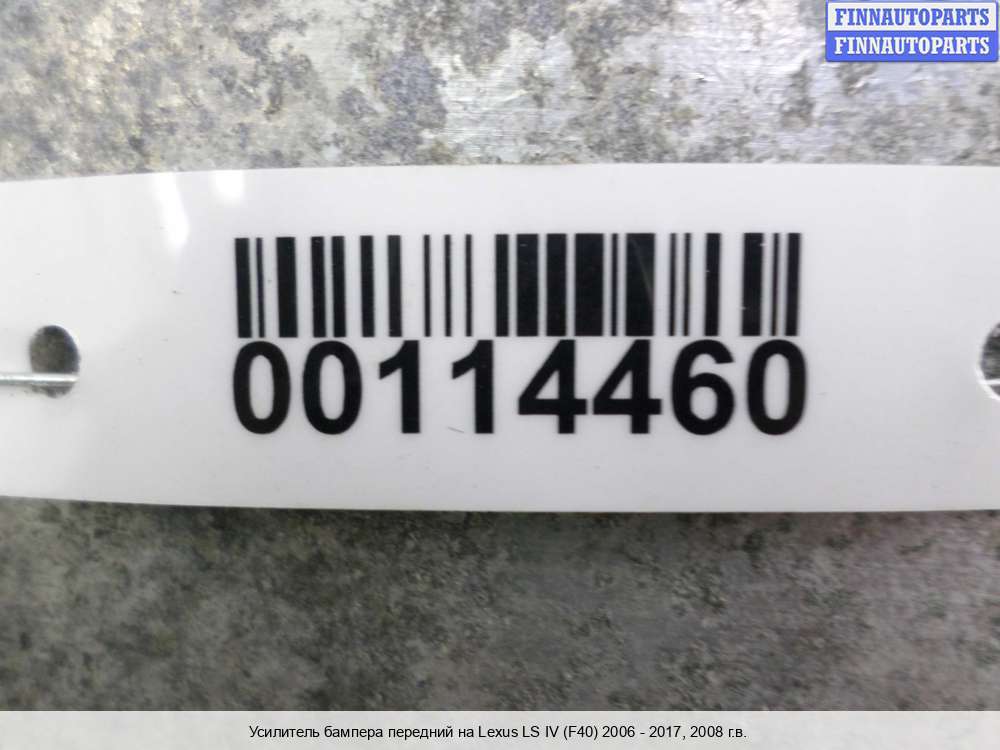 FINNAUTOPARTS
FINNAUTOPARTS
00114460
Усилитель бампера передний на Lexus LS IV (F40) 2006 - 2017, 2008 г.в.